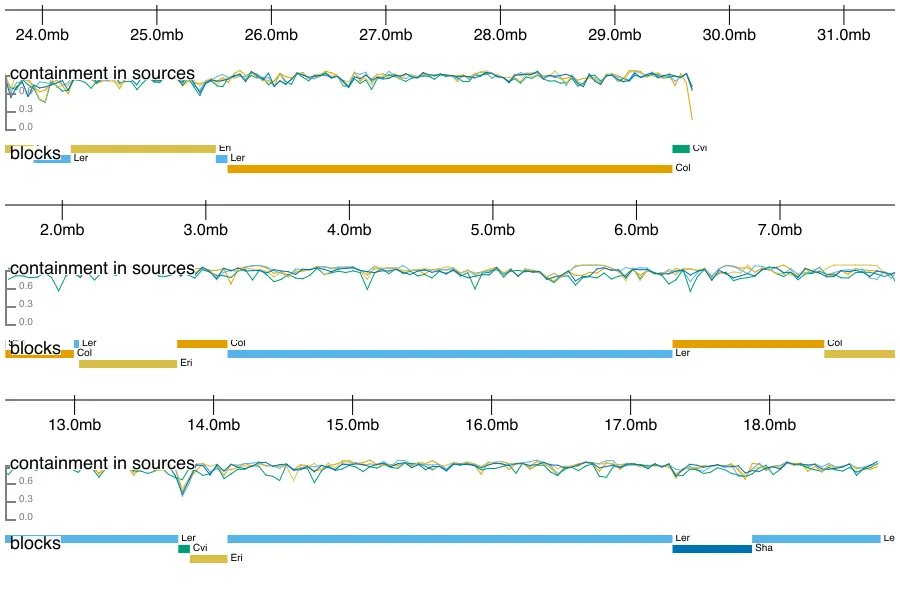 24.0mb 25.0mb 26.0mb 27.0mb 28.0mb 29.0mb 30.0mb 31.0mb
containment in sources
0.3
0.0
Eri Cvi
blocks Ler Ler
Col
2.0mb 3.0mb 4.0mb 5.0mb 6.0mb 7.0mb
containment in sources
0.6
0.3
0.0
Ler Col Col
blocks Col Ler
Eri
13.0mb 14.0mb 15.0mb 16.0mb 17.0mb 18.0mb
containment in sources
0.6
0.3
0.0
Ler Ler Le
blocks Cvi Sha
Eri